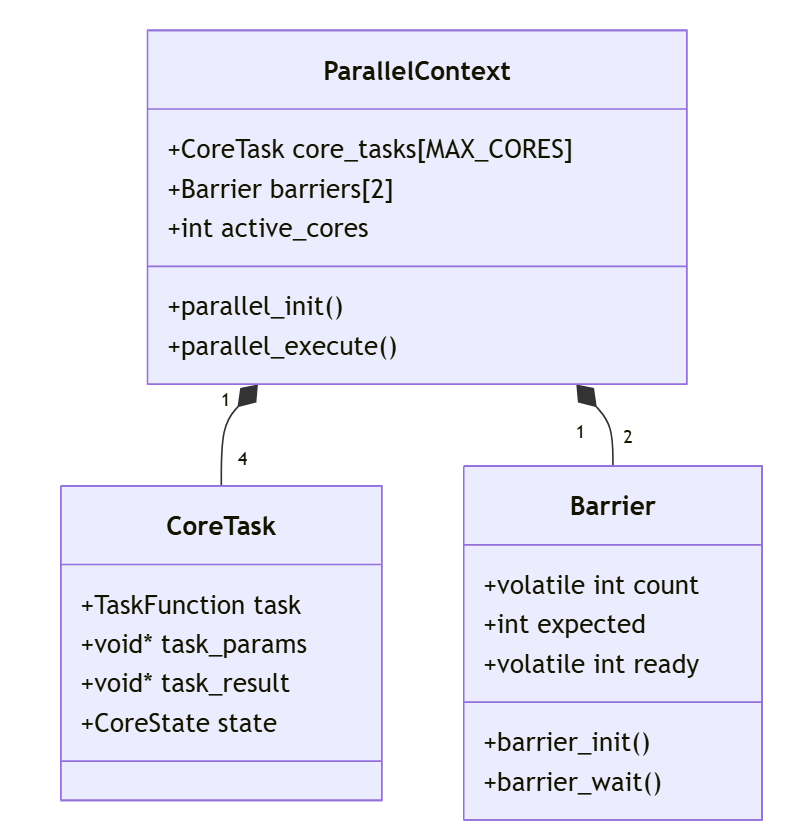 ParallelContext
+CoreTask core_tasks[MAX_CORES]
+Barrier barriers[2]
+int active_cores
+parallel_init()
+parallel_execute()
1
4
1
2
CoreTask
+TaskFunction task
+void* task_params
+void* task_result
+CoreState state
Barrier
+volatile int count
+int expected
+volatile int ready
+barrier_init()
+barrier_wait()